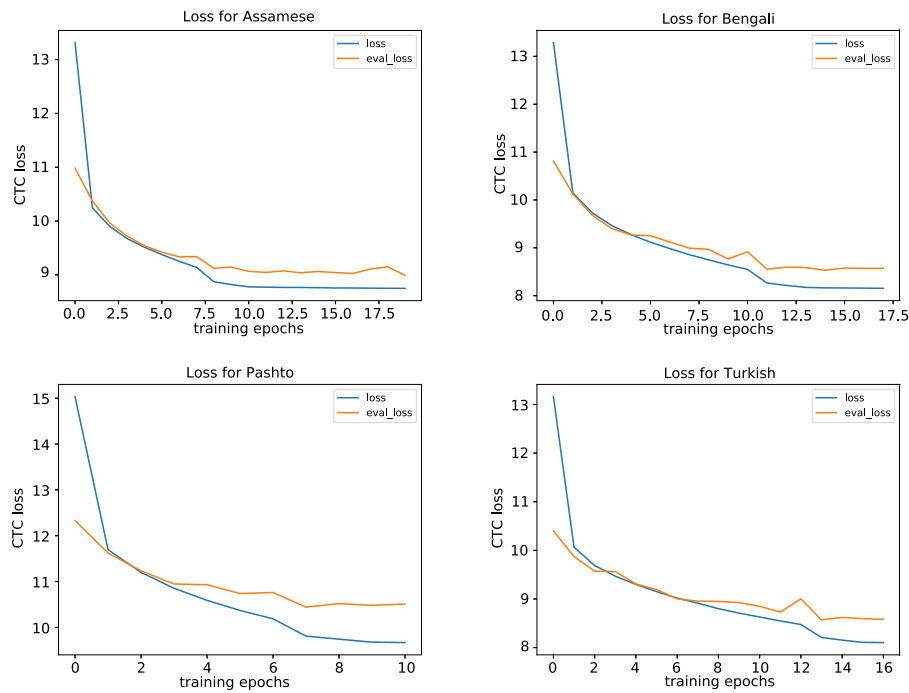 Loss for Assamese
loss
eval_loss
CTC loss
13
12
11
10
9
0.0 2.5 5.0 7.5 10.0 12.5 15.0 17.5
training epochs
Loss for Bengali
loss
eval_loss
CTC loss
13
12
11
10
9
8
0.0 2.5 5.0 7.5 10.0 12.5 15.0 17.5
training epochs
Loss for Pashto
loss
eval_loss
CTC loss
15
14
13
12
11
10
0 2 4 6 8 10
training epochs
Loss for Turkish
loss
eval_loss
CTC loss
13
12
11
10
9
8
0 2 4 6 8 10 12 14 16
training epochs